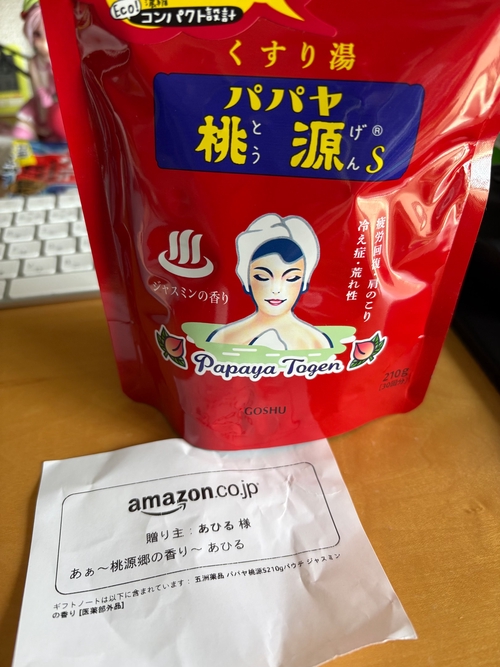 Eco!
コンパクト設計
くすり湯
パパヤ
桃源S
とうげん®
疲労回復・肩のこり
冷え症・荒れ性
ジャスミンの香り
Papaya Togen
210g
GOSHU
amazon.co.jp
贈り主：あひる 様
あぁ〜桃源郷の香り〜 あひる
ギフトノートは以下に含まれています： 五洲薬品 パパヤ桃源S210gパウチ ジャスミン
の香り [医薬部外品]